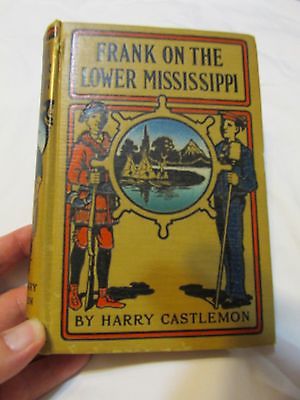 FRANK ON THE
LOWER MISSISSIPPI
BY HARRY CASTLEMON